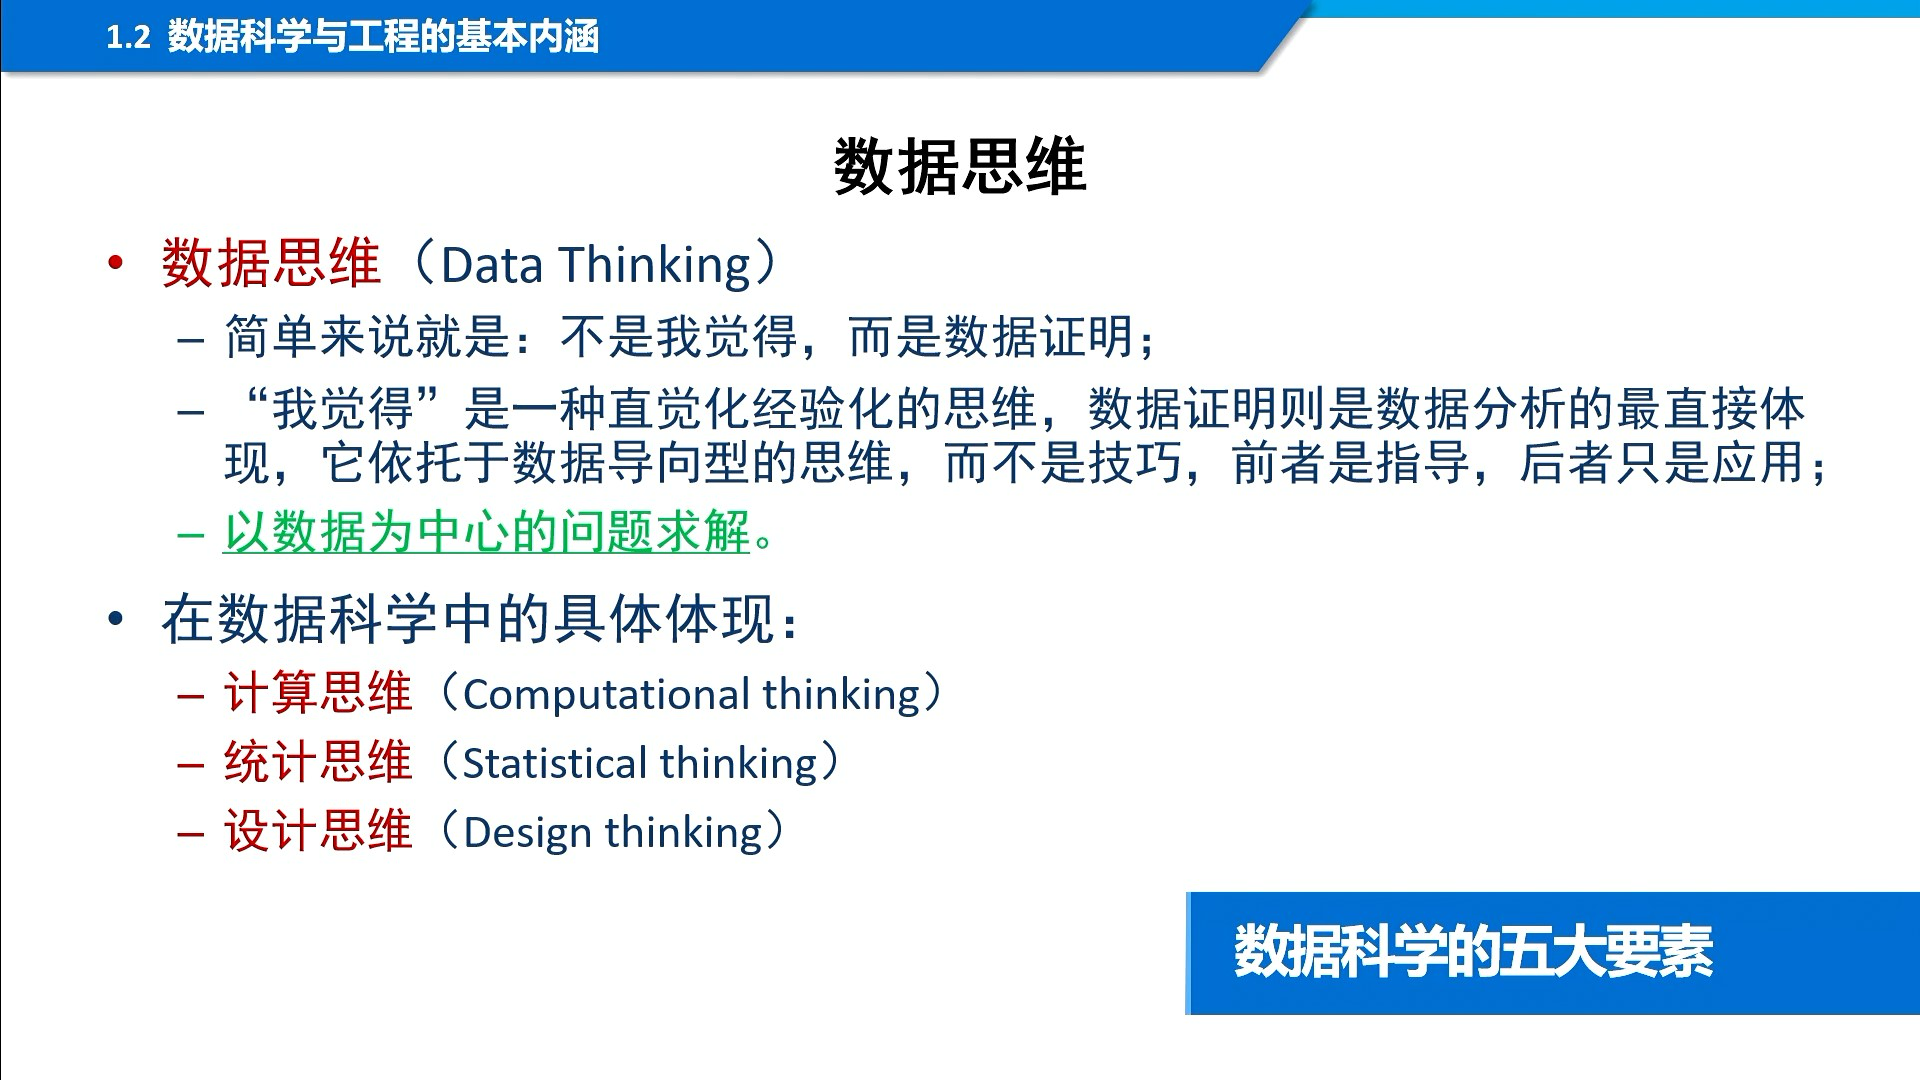 1.2 数据科学与工程的基本内涵
数据思维
• 数据思维（Data Thinking）
– 简单来说就是：不是我觉得，而是数据证明；
– “我觉得”是一种直觉化经验化的思维，数据证明则是数据分析的最直接体
现，它依托于数据导向型的思维，而不是技巧，前者是指导，后者只是应用；
– 以数据为中心的问题求解。
• 在数据科学中的具体体现：
– 计算思维（Computational thinking）
– 统计思维（Statistical thinking）
– 设计思维（Design thinking）
数据科学的五大要素